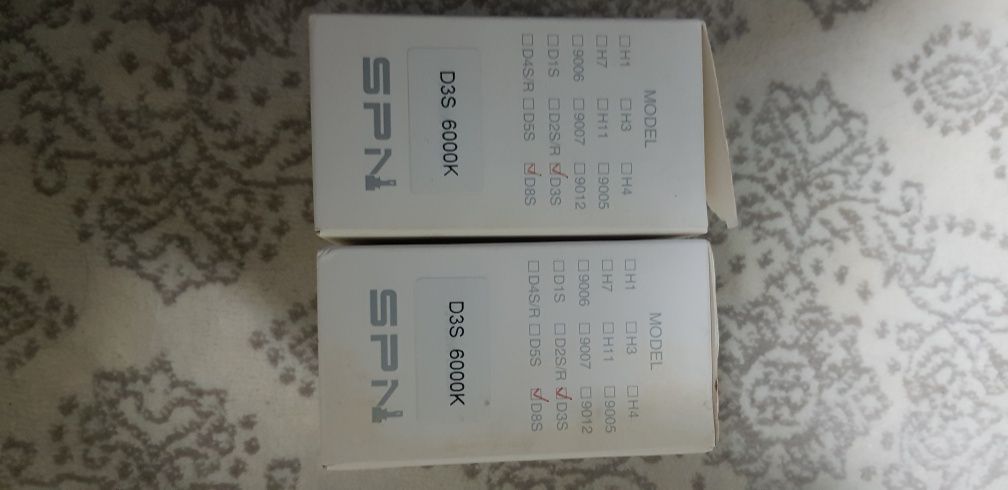 MODEL
☐H1 ☐H3 ☐H4
☐H7 ☐H11 ☐9005
☐9006 ☐9007 ☐9012
☐D1S ☐D2S/R ☑D3S
☐D4S/R ☐D5S ☑D8S
D3S 6000K
SPN
MODEL
☐H1 ☐H3 ☐H4
☐H7 ☐H11 ☐9005
☐9006 ☐9007 ☐9012
☐D1S ☐D2S/R ☑D3S
☐D4S/R ☐D5S ☑D8S
D3S 6000K
SPN